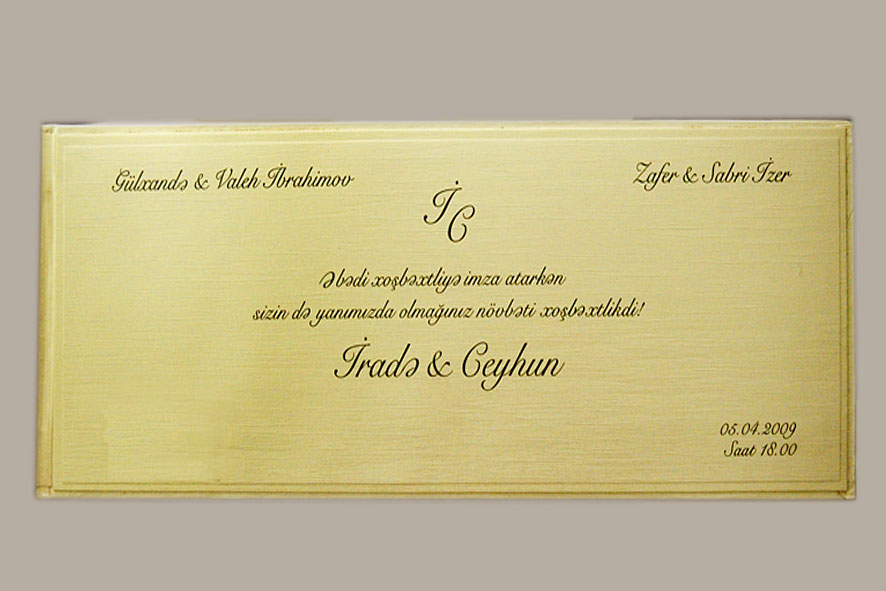 Gülxandə & Valeh İbrahimov
Zafer & Sabri İzer
İ C
Əbədi xoşbəxtliyə imza atarkən
sizin də yanımızda olmağınız növbəti xoşbəxtlikdi!
İradə & Ceyhun
05.04.2009
Saat 18.00